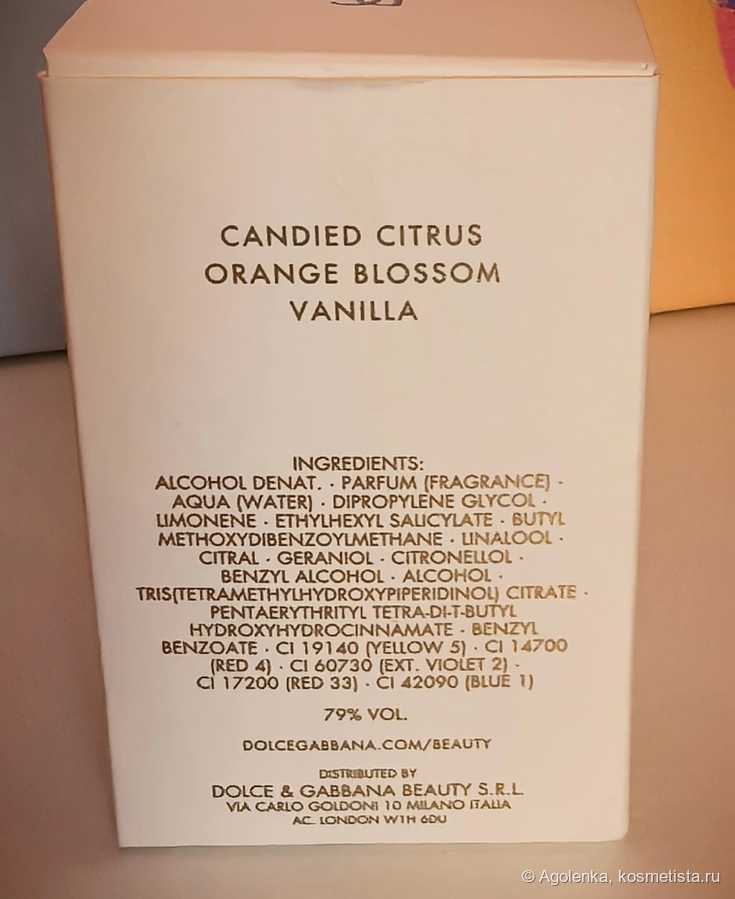 CANDIED CITRUS
ORANGE BLOSSOM
VANILLA
INGREDIENTS:
ALCOHOL DENAT. · PARFUM (FRAGRANCE) ·
AQUA (WATER) · DIPROPYLENE GLYCOL ·
LIMONENE · ETHYLHEXYL SALICYLATE · BUTYL
METHOXYDIBENZOYLMETHANE · LINALOOL ·
CITRAL · GERANIOL · CITRONELLOL ·
BENZYL ALCOHOL · ALCOHOL ·
TRIS(TETRAMETHYLHYDROXYPIPERIDINOL) CITRATE ·
PENTAERYTHRITYL TETRA-DI-T-BUTYL
HYDROXYHYDROCINNAMATE · BENZYL
BENZOATE · CI 19140 (YELLOW 5) · CI 14700
(RED 4) · CI 60730 (EXT. VIOLET 2) ·
CI 17200 (RED 33) · CI 42090 (BLUE 1)
79% VOL.
DOLCEGABBANA.COM/BEAUTY
DISTRIBUTED BY
DOLCE & GABBANA BEAUTY S.R.L.
VIA CARLO GOLDONI 10 MILANO ITALIA
AC. LONDON W1H 6DU
© Agolenka, kosmetista.ru